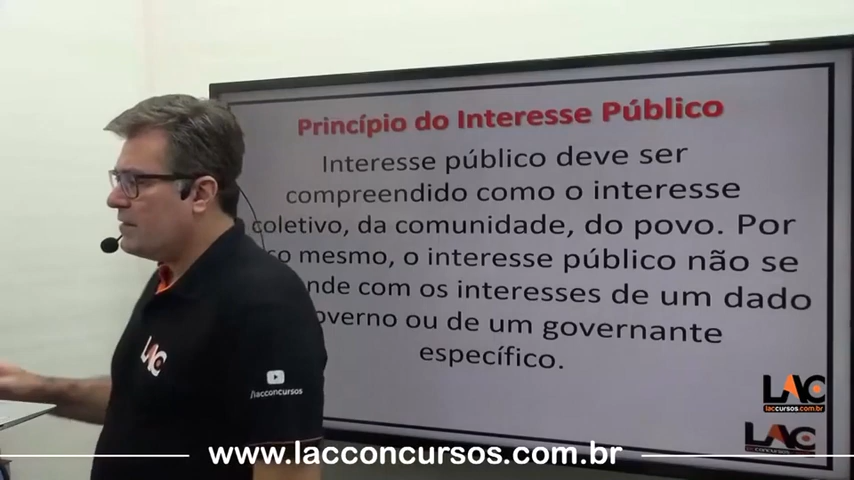 Princípio do Interesse Público
Interesse público deve ser
compreendido como o interesse
coletivo, da comunidade, do povo. Por
mesmo, o interesse público não se
com os interesses de um dado
ou de um governante
específico.
LAC
/lacconcursos
LAC
laccursos.com.br
LAC
www.lacconcursos.com.br